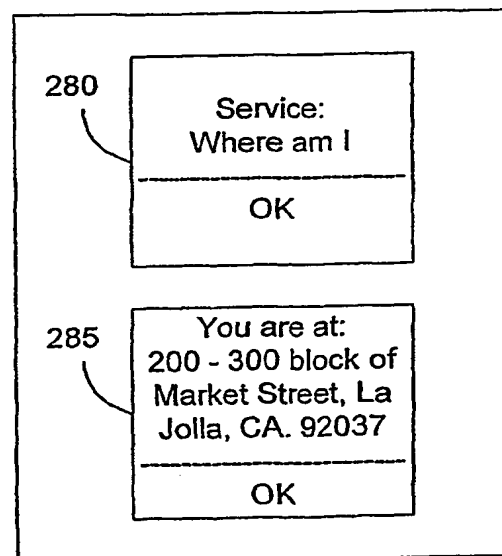 280
Service:
Where am I
OK
285
You are at:
200 - 300 block of
Market Street, La
Jolla, CA. 92037
OK